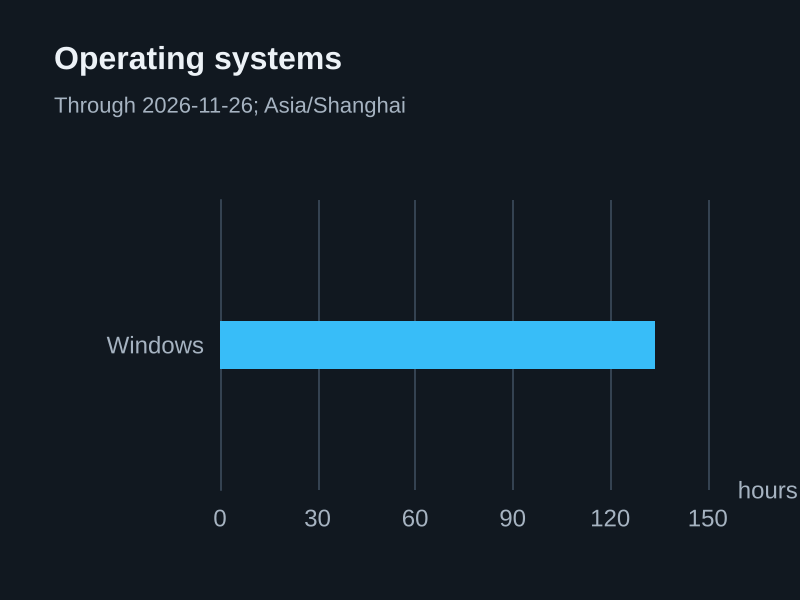 Operating systems
Through 2026-11-26; Asia/Shanghai
Windows
hours
0 30 60 90 120 150